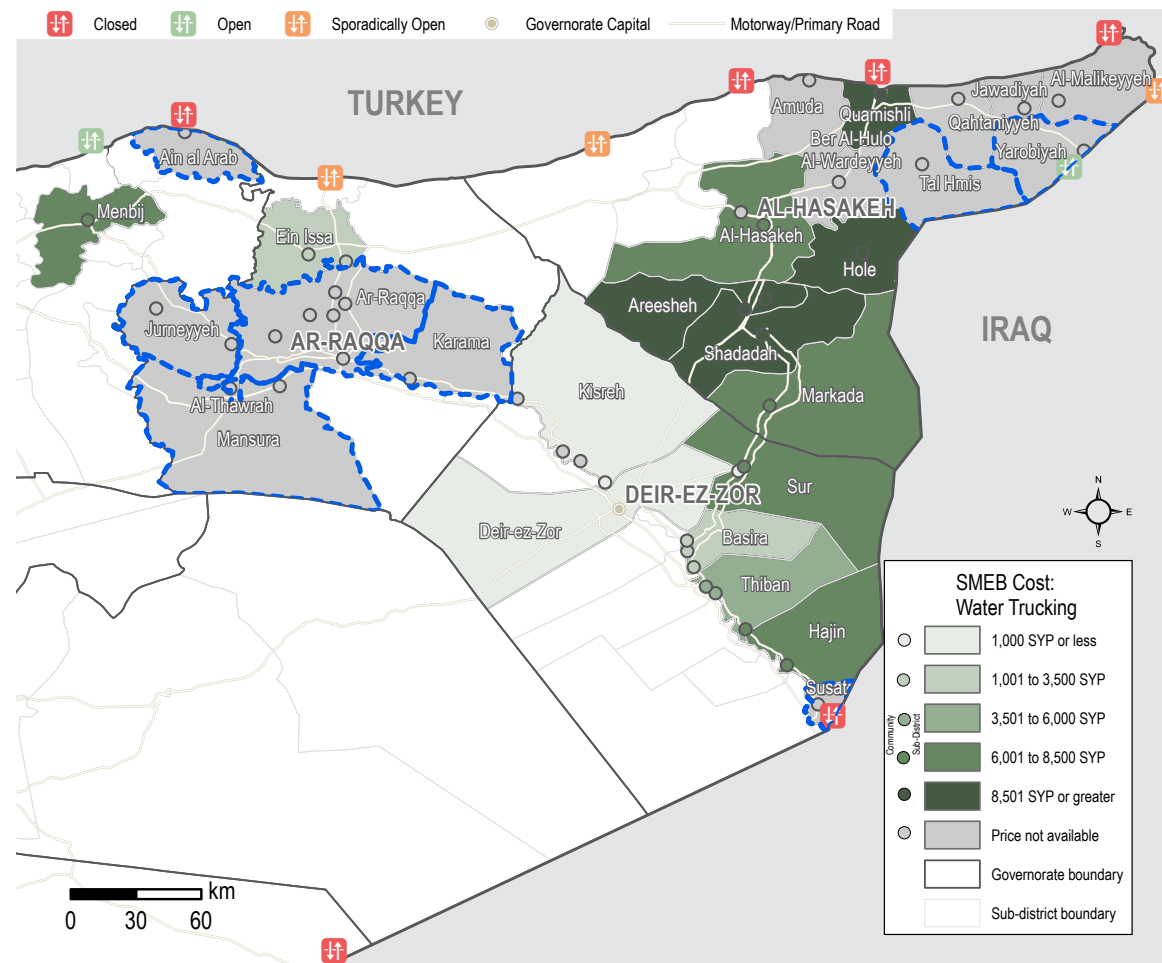 Closed
Open
Sporadically Open
Governorate Capital
Motorway/Primary Road
TURKEY
Al-Malikeyyeh
Jawadiyah
Amuda
Quamishli
Qahtaniyyeh
Ain al Arab
Ber Al-Hulo
Al-Wardeyyeh
Yarobiyah
Tal Hmis
Menbij
AL-HASAKEH
Al-Hasakeh
Ein Issa
Hole
Ar-Raqqa
Areesheh
Jurneyyeh
IRAQ
AR-RAQQA
Karama
Shadadah
Kisreh
Markada
Al-Thawrah
Mansura
Sur
DEIR-EZ-ZOR
Deir-ez-Zor
Basira
Thiban
Hajin
Susat
N
W
E
S
SMEB Cost:
Water Trucking
1,000 SYP or less
1,001 to 3,500 SYP
3,501 to 6,000 SYP
6,001 to 8,500 SYP
8,501 SYP or greater
Price not available
Governorate boundary
Sub-district boundary
Community
Sub-District
km
0 30 60